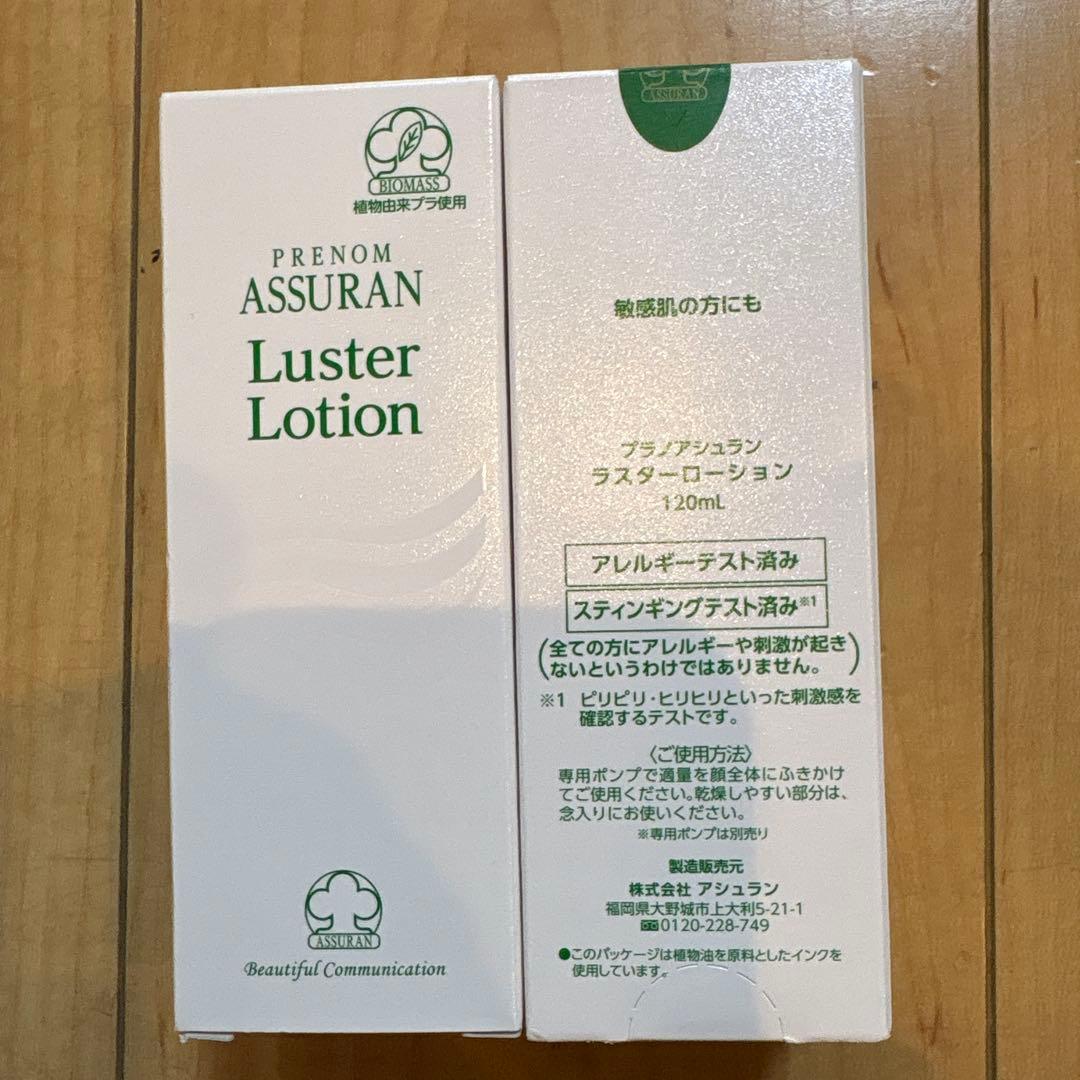 BIOMASS
植物由来プラ使用
PRENOM
ASSURAN
Luster
Lotion
ASSURAN
Beautiful Communication
ASSURAN
敏感肌の方にも
プラノアシュラン
ラスターローション
120mL
アレルギーテスト済み
スティンギングテスト済み※1
(全ての方にアレルギーや刺激が起き
ないというわけではありません。)
※1 ピリピリ・ヒリヒリといった刺激感を
確認するテストです。
〈ご使用方法〉
専用ポンプで適量を顔全体にふきかけ
てご使用ください。乾燥しやすい部分は、
念入りにお使いください。
※専用ポンプは別売り
製造販売元
株式会社 アシュラン
福岡県大野城市上大利5-21-1
0120-228-749
●このパッケージは植物油を原料としたインクを
使用しています。